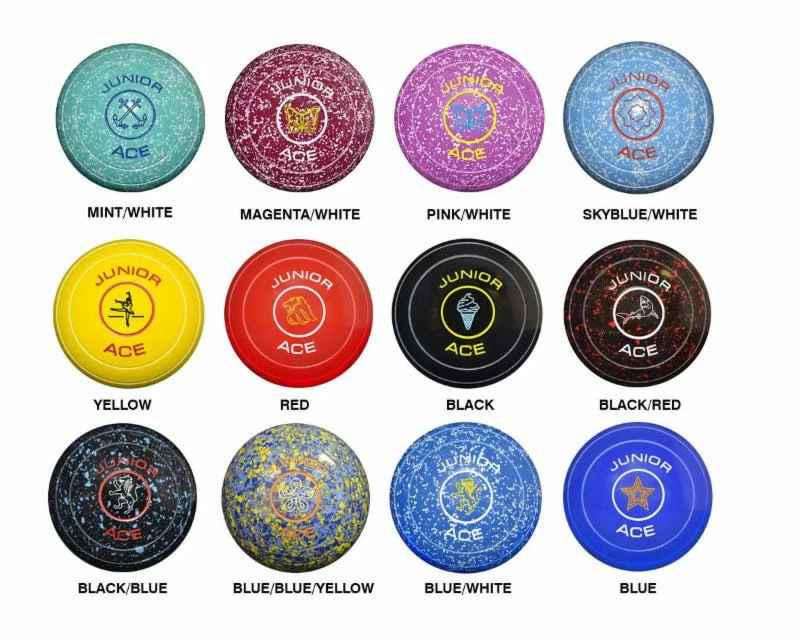 JUNIOR
ACE
JUNIOR
ACE
JUNIOR
ACE
JUNIOR
ACE
MINT/WHITE
MAGENTA/WHITE
PINK/WHITE
SKYBLUE/WHITE
JUNIOR
ACE
JUNIOR
ACE
JUNIOR
ACE
JUNIOR
ACE
YELLOW
RED
BLACK
BLACK/RED
JUNIOR
ACE
JUNIOR
ACE
JUNIOR
ACE
JUNIOR
ACE
BLACK/BLUE
BLUE/BLUE/YELLOW
BLUE/WHITE
BLUE